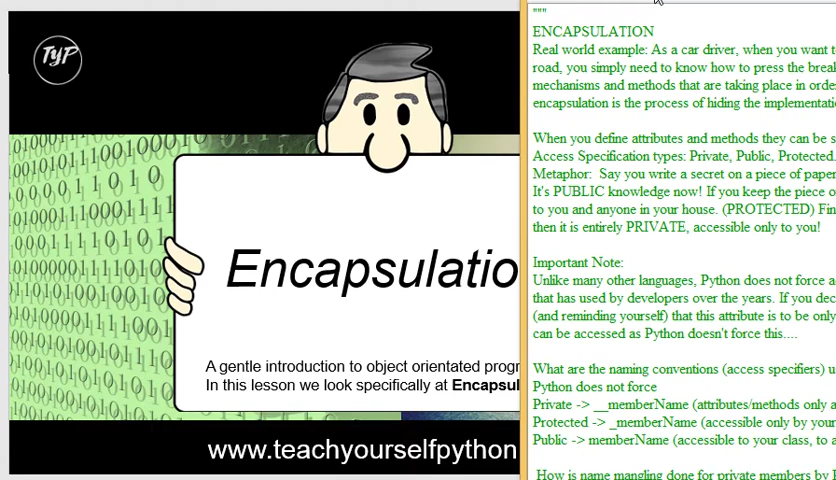 TYP
Encapsulatio
A gentle introduction to object orientated progr
In this lesson we look specifically at Encapsul
www.teachyourselfpython
"""
ENCAPSULATION
Real world example: As a car driver, when you want t
road, you simply need to know how to press the brea
mechanisms and methods that are taking place in orde
encapsulation is the process of hiding the implementati
When you define attributes and methods they can be s
Access Specification types: Private, Public, Protected.
Metaphor: Say you write a secret on a piece of paper
It's PUBLIC knowledge now! If you keep the piece o
to you and anyone in your house. (PROTECTED) Fin
then it is entirely PRIVATE, accessible only to you!
Important Note:
Unlike many other languages, Python does not force a
that has used by developers over the years. If you dec
(and reminding yourself) that this attribute is to be only
can be accessed as Python doesn't force this....
What are the naming conventions (access specifiers) u
Python does not force
Private -> __memberName (attributes/methods only a
Protected -> _memberName (accessible only by your
Public -> memberName (accessible to your class, to a
How is name mangling done for private members by P